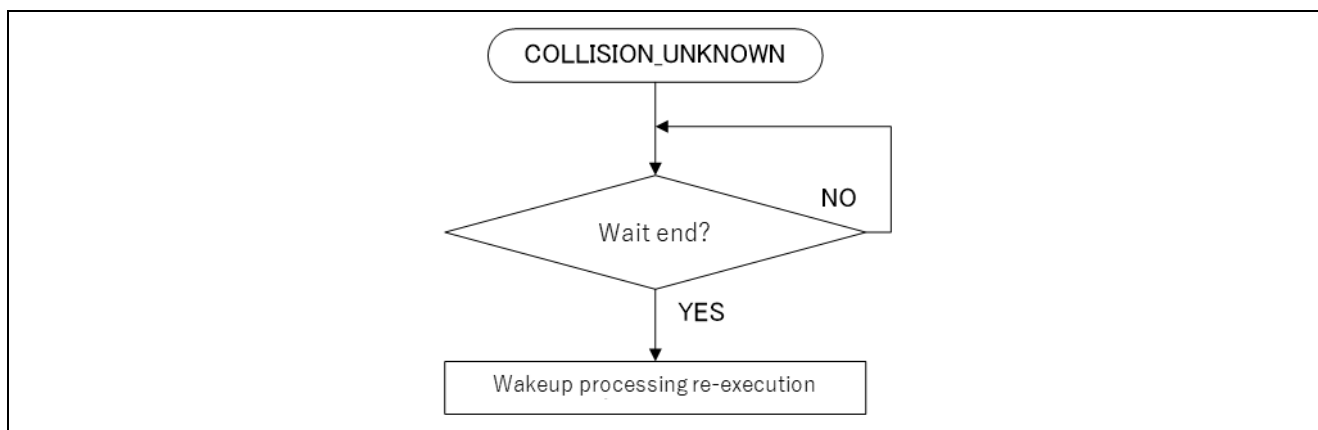 COLLISION_UNKNOWN
NO
Wait end?
YES
Wakeup processing re-execution